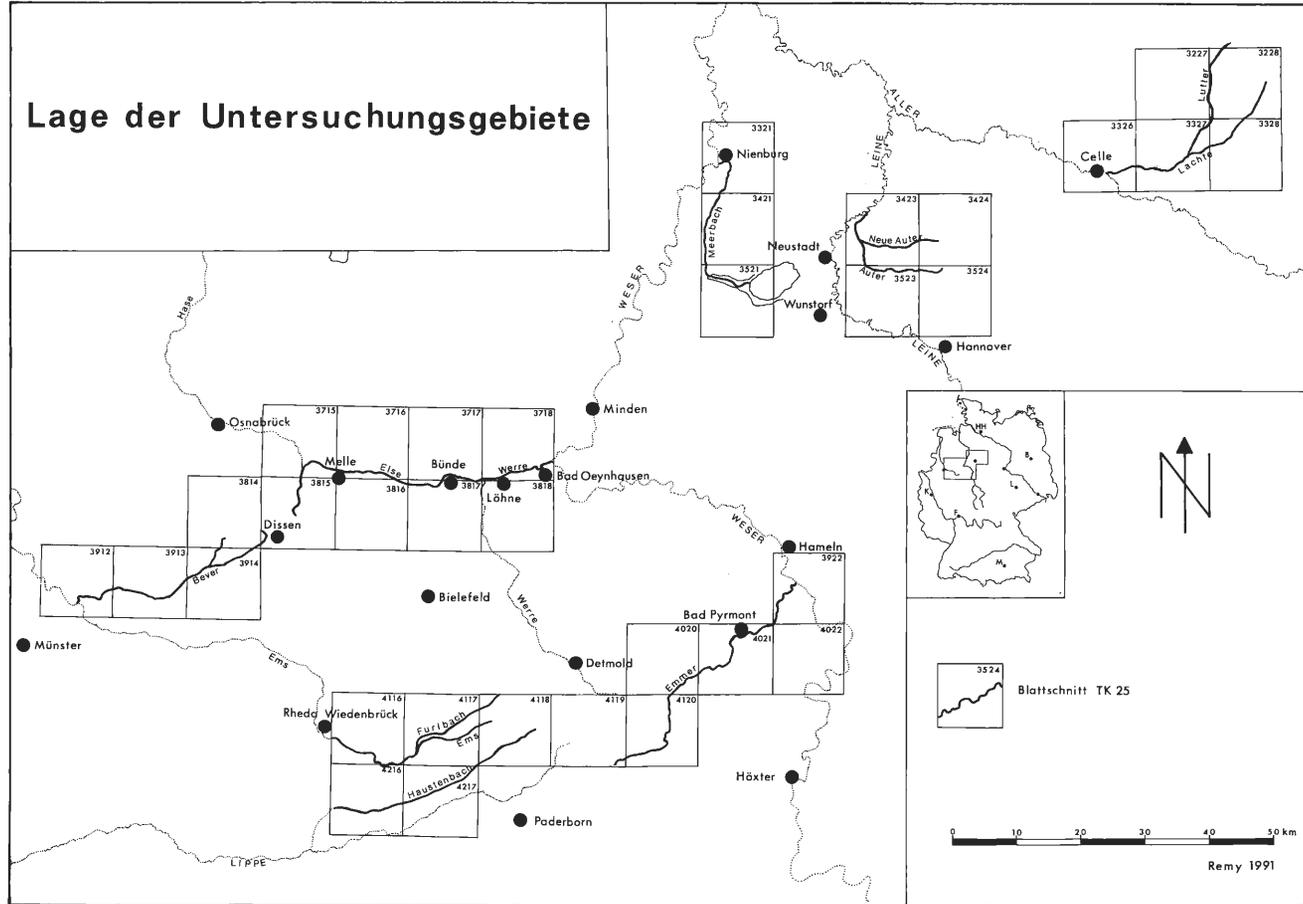 Lage der Untersuchungsgebiete
3227
3228
Lutter
ALLER
3321
3326
3327
3328
Nienburg
LEINE
Celle
Lachte
3421
3423
3424
Meerbach
Neustadt
Neue Auter
3521
Auter
3523
3524
WESER
Hase
Wunstorf
LEINE
Hannover
3715
3716
3717
3718
Minden
Osnabrück
HH
Melle
Else
Bünde
Werre
B
3814
3815
3816
3817
3818
Bad Oeynhausen
Löhne
L
K
F
Dissen
WESER
N
Hameln
3912
3913
3914
3922
Bever
M
Bielefeld
Werre
Bad Pyrmont
4020
4021
4022
Münster
Ems
Detmold
Emmer
3524
Blattschnitt TK 25
4116
4117
4118
4119
4120
Rheda Wiedenbrück
Furlbach
Ems
4216
Haustenbach
4217
Höxter
Paderborn
LIPPE
0 10 20 30 40 50 km
Remy 1991